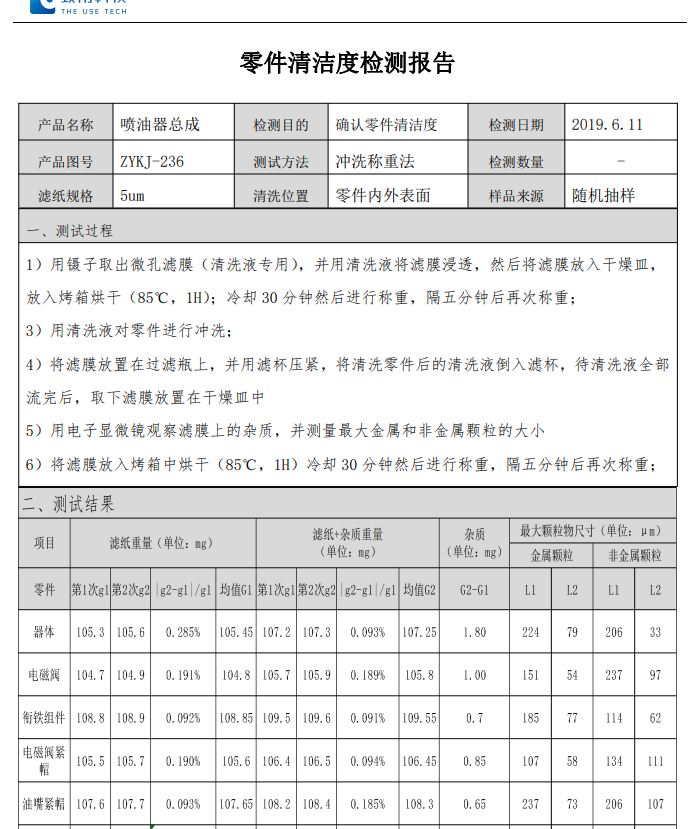 THE USE TECH
零件清洁度检测报告
产品名称 喷油器总成 检测目的 确认零件清洁度 检测日期 2019.6.11
产品图号 ZYKJ-236 测试方法 冲洗称重法 检测数量 -
滤纸规格 5um 清洗位置 零件内外表面 样品来源 随机抽样
一、测试过程
1）用镊子取出微孔滤膜（清洗液专用），并用清洗液将滤膜浸透，然后将滤膜放入干燥皿，
放入烤箱烘干（85℃，1H）；冷却 30 分钟然后进行称重，隔五分钟后再次称重；
3）用清洗液对零件进行冲洗；
4）将滤膜放置在过滤瓶上，并用滤杯压紧，将清洗零件后的清洗液倒入滤杯，待清洗液全部
流完后，取下滤膜放置在干燥皿中
5）用电子显微镜观察滤膜上的杂质，并测量最大金属和非金属颗粒的大小
6）将滤膜放入烤箱中烘干（85℃，1H）冷却 30 分钟然后进行称重，隔五分钟后再次称重；
二、测试结果
项目 滤纸重量（单位：mg） 滤纸+杂质重量 （单位：mg） 杂质 （单位：mg） 最大颗粒物尺寸（单位：μm）
金属颗粒 非金属颗粒
零件 第1次g1 第2次g2 |g2-g1|/g1 均值G1 第1次g1 第2次g2 |g2-g1|/g1 均值G2 G2-G1 L1 L2 L1 L2
器体 105.3 105.6 0.285% 105.45 107.2 107.3 0.093% 107.25 1.80 224 79 206 33
电磁阀 104.7 104.9 0.191% 104.8 105.7 105.9 0.189% 105.8 1.00 151 54 237 97
衔铁组件 108.8 108.9 0.092% 108.85 109.5 109.6 0.091% 109.55 0.7 185 77 114 62
电磁阀紧帽 105.5 105.7 0.190% 105.6 106.4 106.5 0.094% 106.45 0.85 107 58 134 111
油嘴紧帽 107.6 107.7 0.093% 107.65 108.2 108.4 0.185% 108.3 0.65 237 73 206 107